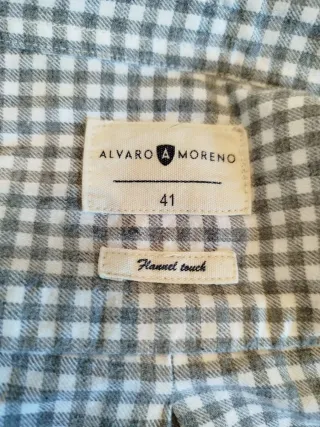 ALVARO A MORENO
41
Flannel touch